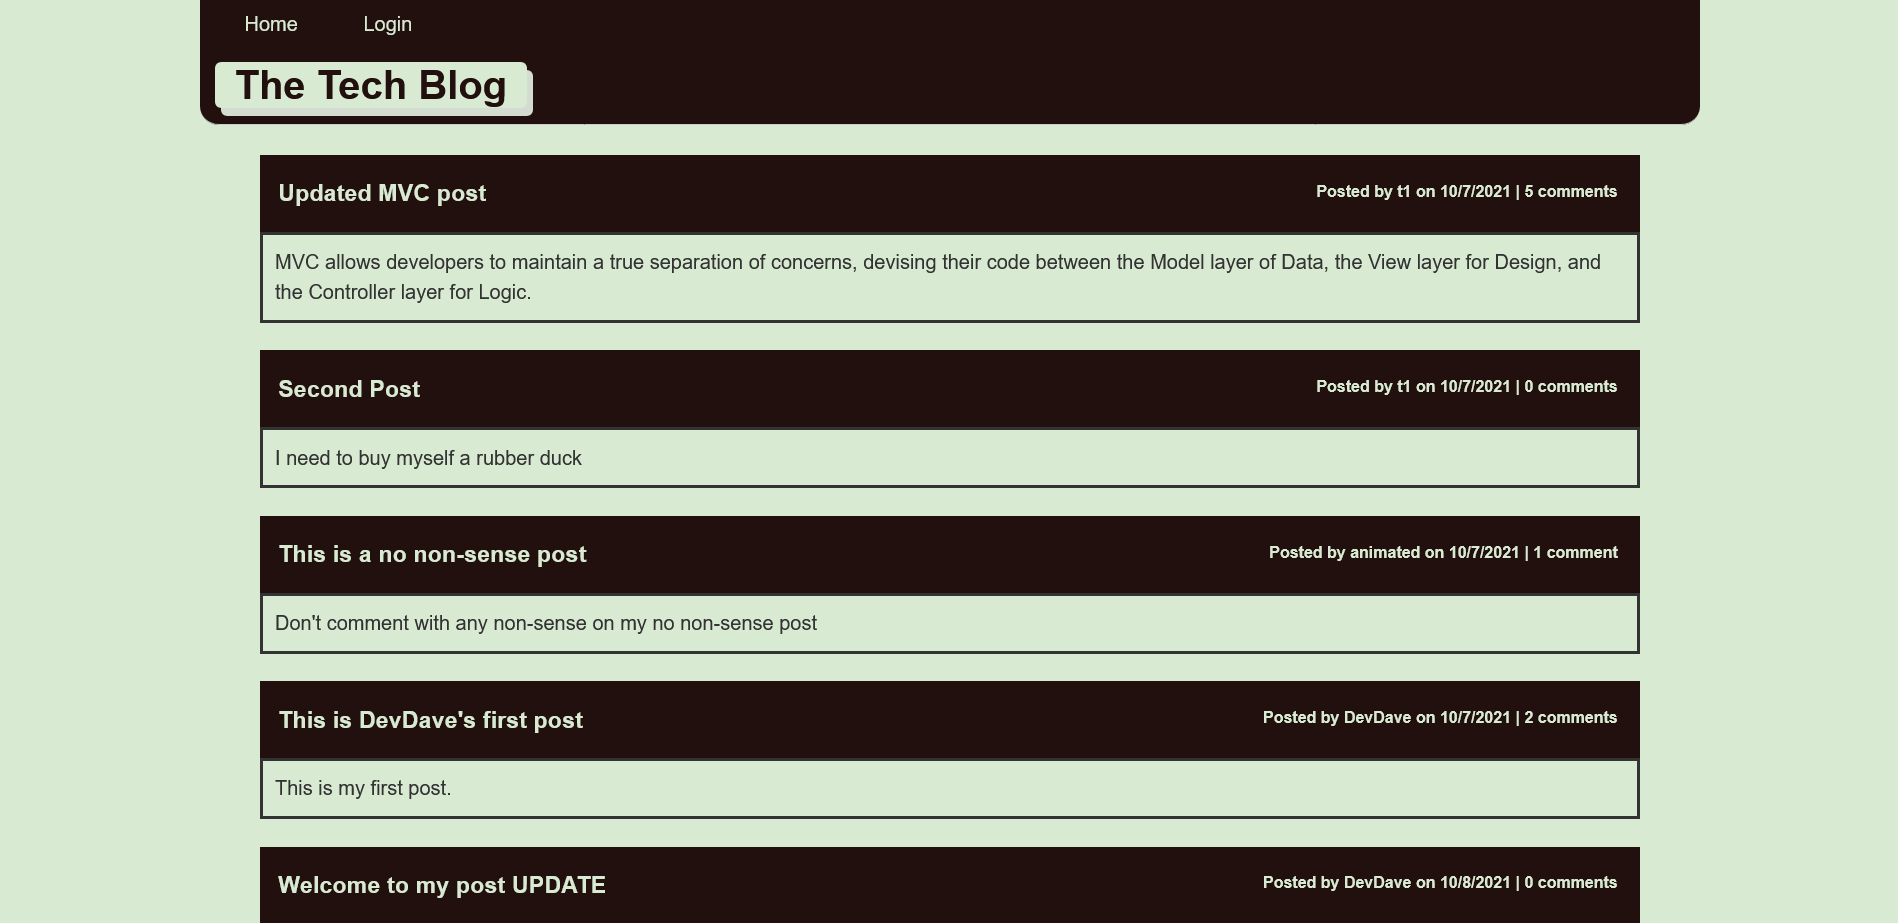 Home Login
The Tech Blog
Updated MVC post Posted by t1 on 10/7/2021 | 5 comments
MVC allows developers to maintain a true separation of concerns, devising their code between the Model layer of Data, the View layer for Design, and
the Controller layer for Logic.
Second Post Posted by t1 on 10/7/2021 | 0 comments
I need to buy myself a rubber duck
This is a no non-sense post Posted by animated on 10/7/2021 | 1 comment
Don't comment with any non-sense on my no non-sense post
This is DevDave's first post Posted by DevDave on 10/7/2021 | 2 comments
This is my first post.
Welcome to my post UPDATE Posted by DevDave on 10/8/2021 | 0 comments